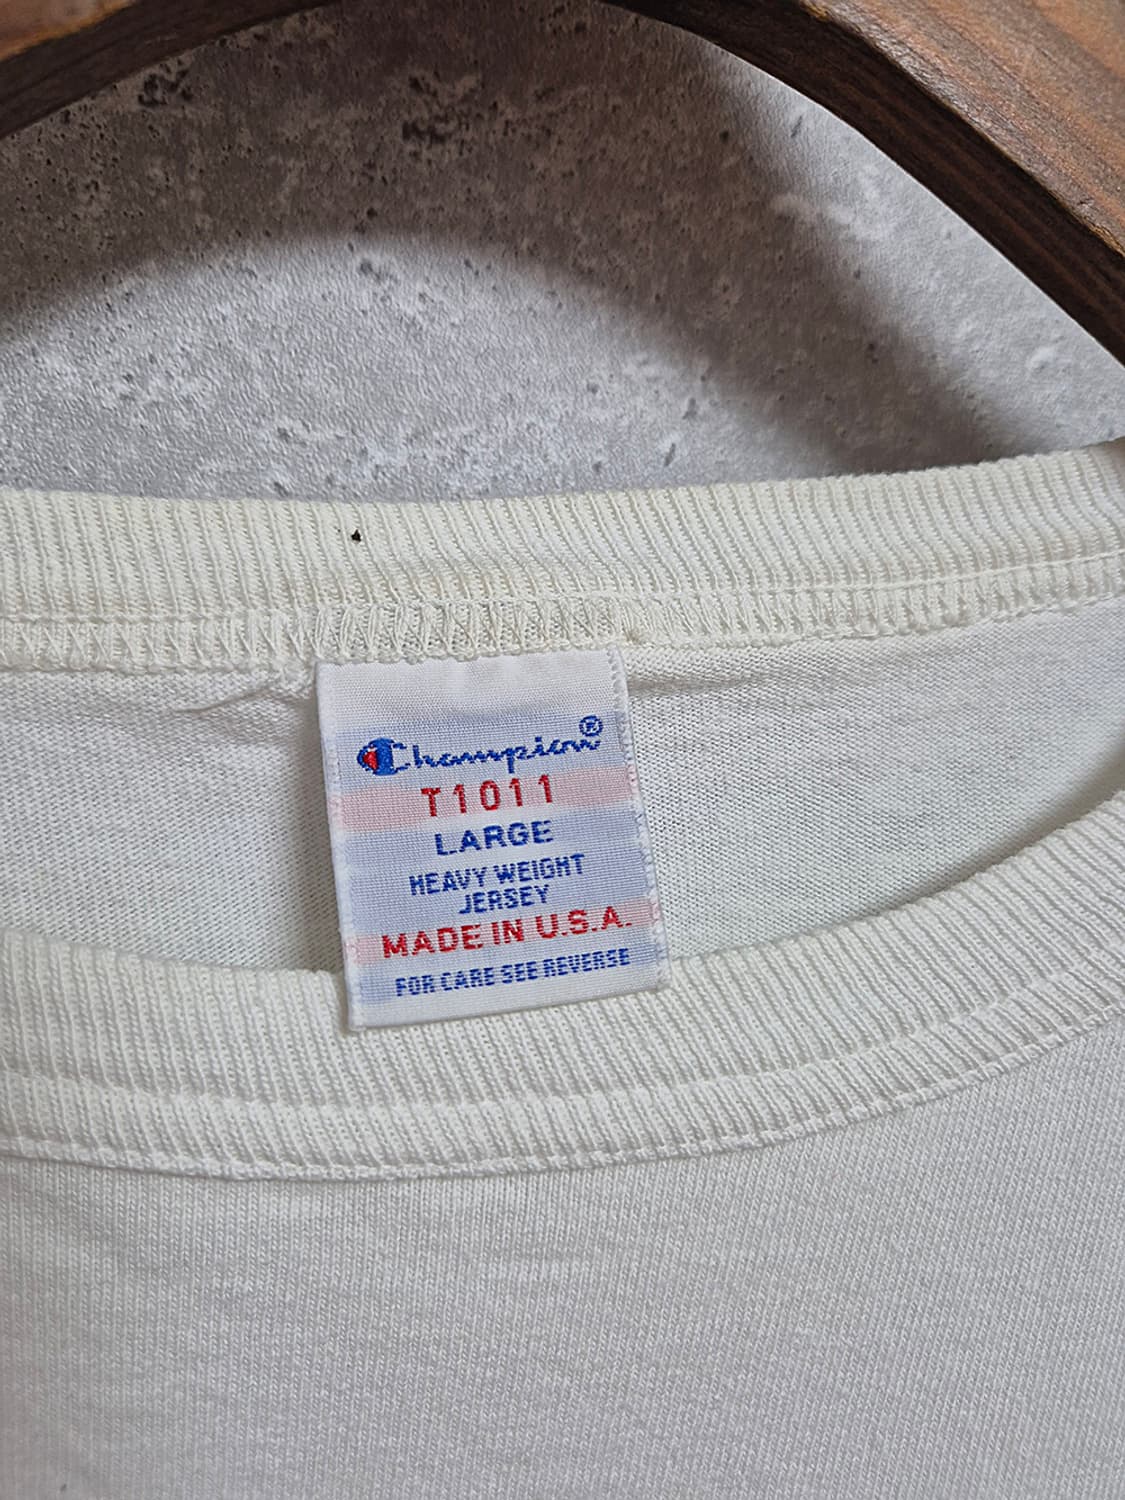 Champion®
T1011
LARGE
HEAVY WEIGHT
JERSEY
MADE IN U.S.A.
FOR CARE SEE REVERSE